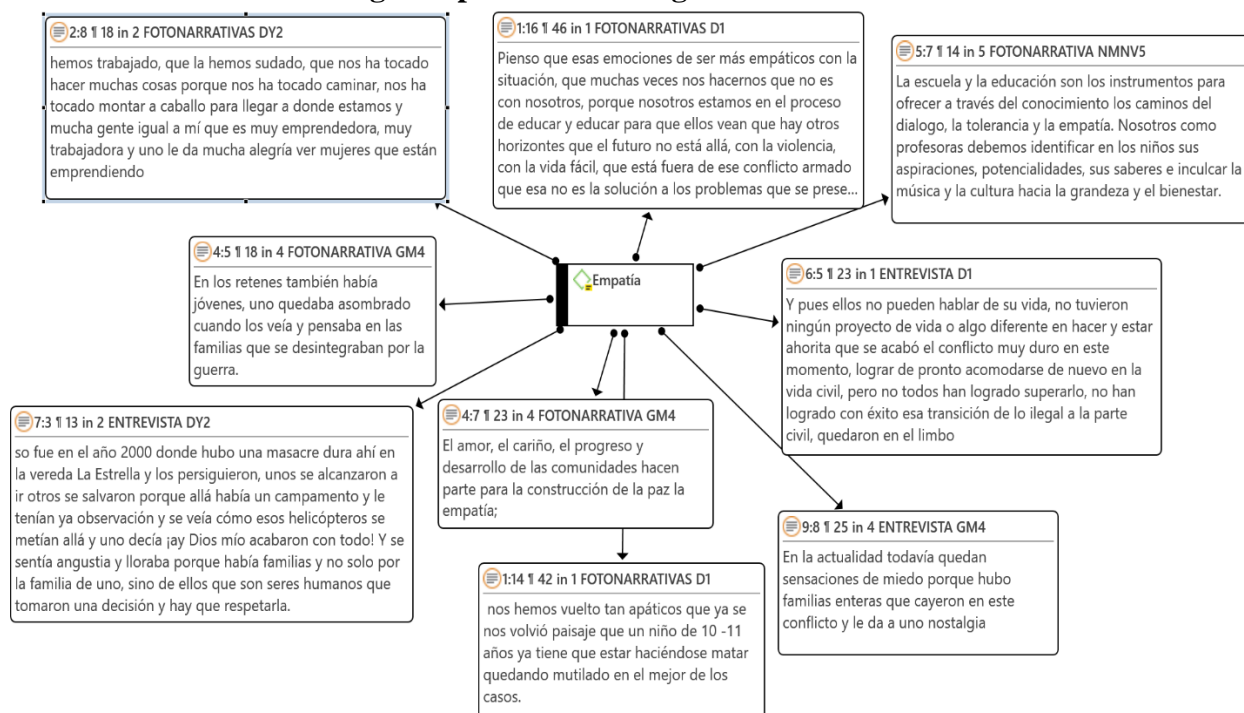 2:8 ¶ 18 in 2 FOTONARRATIVAS DY2
hemos trabajado, que la hemos sudado, que nos ha tocado
hacer muchas cosas porque nos ha tocado caminar, nos ha
tocado montar a caballo para llegar a donde estamos y
mucha gente igual a mí que es muy emprendedora, muy
trabajadora y uno le da mucha alegría ver mujeres que están
emprendiendo
1:16 ¶ 46 in 1 FOTONARRATIVAS D1
Pienso que esas emociones de ser más empáticos con la
situación, que muchas veces nos hacernos que no es
con nosotros, porque nosotros estamos en el proceso
de educar y educar para que ellos vean que hay otros
horizontes que el futuro no está allá, con la violencia,
con la vida fácil, que está fuera de ese conflicto armado
que esa no es la solución a los problemas que se prese...
5:7 ¶ 14 in 5 FOTONARRATIVA NMNV5
La escuela y la educación son los instrumentos para
ofrecer a través del conocimiento los caminos del
dialogo, la tolerancia y la empatía. Nosotros como
profesoras debemos identificar en los niños sus
aspiraciones, potencialidades, sus saberes e inculcar la
música y la cultura hacia la grandeza y el bienestar.
4:5 ¶ 18 in 4 FOTONARRATIVA GM4
En los retenes también había
jóvenes, uno quedaba asombrado
cuando los veía y pensaba en las
familias que se desintegraban por la
guerra.
Empatía
6:5 ¶ 23 in 1 ENTREVISTA D1
Y pues ellos no pueden hablar de su vida, no tuvieron
ningún proyecto de vida o algo diferente en hacer y estar
ahorita que se acabó el conflicto muy duro en este
momento, lograr de pronto acomodarse de nuevo en la
vida civil, pero no todos han logrado superarlo, no han
logrado con éxito esa transición de lo ilegal a la parte
civil, quedaron en el limbo
7:3 ¶ 13 in 2 ENTREVISTA DY2
so fue en el año 2000 donde hubo una masacre dura ahí en
la vereda La Estrella y los persiguieron, unos se alcanzaron a
ir otros se salvaron porque allá había un campamento y le
tenían ya observación y se veía cómo esos helicópteros se
metían allá y uno decía ¡ay Dios mío acabaron con todo! Y se
sentía angustia y lloraba porque había familias y no solo por
la familia de uno, sino de ellos que son seres humanos que
tomaron una decisión y hay que respetarla.
4:7 ¶ 23 in 4 FOTONARRATIVA GM4
El amor, el cariño, el progreso y
desarrollo de las comunidades hacen
parte para la construcción de la paz la
empatía;
9:8 ¶ 25 in 4 ENTREVISTA GM4
En la actualidad todavía quedan
sensaciones de miedo porque hubo
familias enteras que cayeron en este
conflicto y le da a uno nostalgia
1:14 ¶ 42 in 1 FOTONARRATIVAS D1
nos hemos vuelto tan apáticos que ya se
nos volvió paisaje que un niño de 10 -11
años ya tiene que estar haciéndose matar
quedando mutilado en el mejor de los
casos.